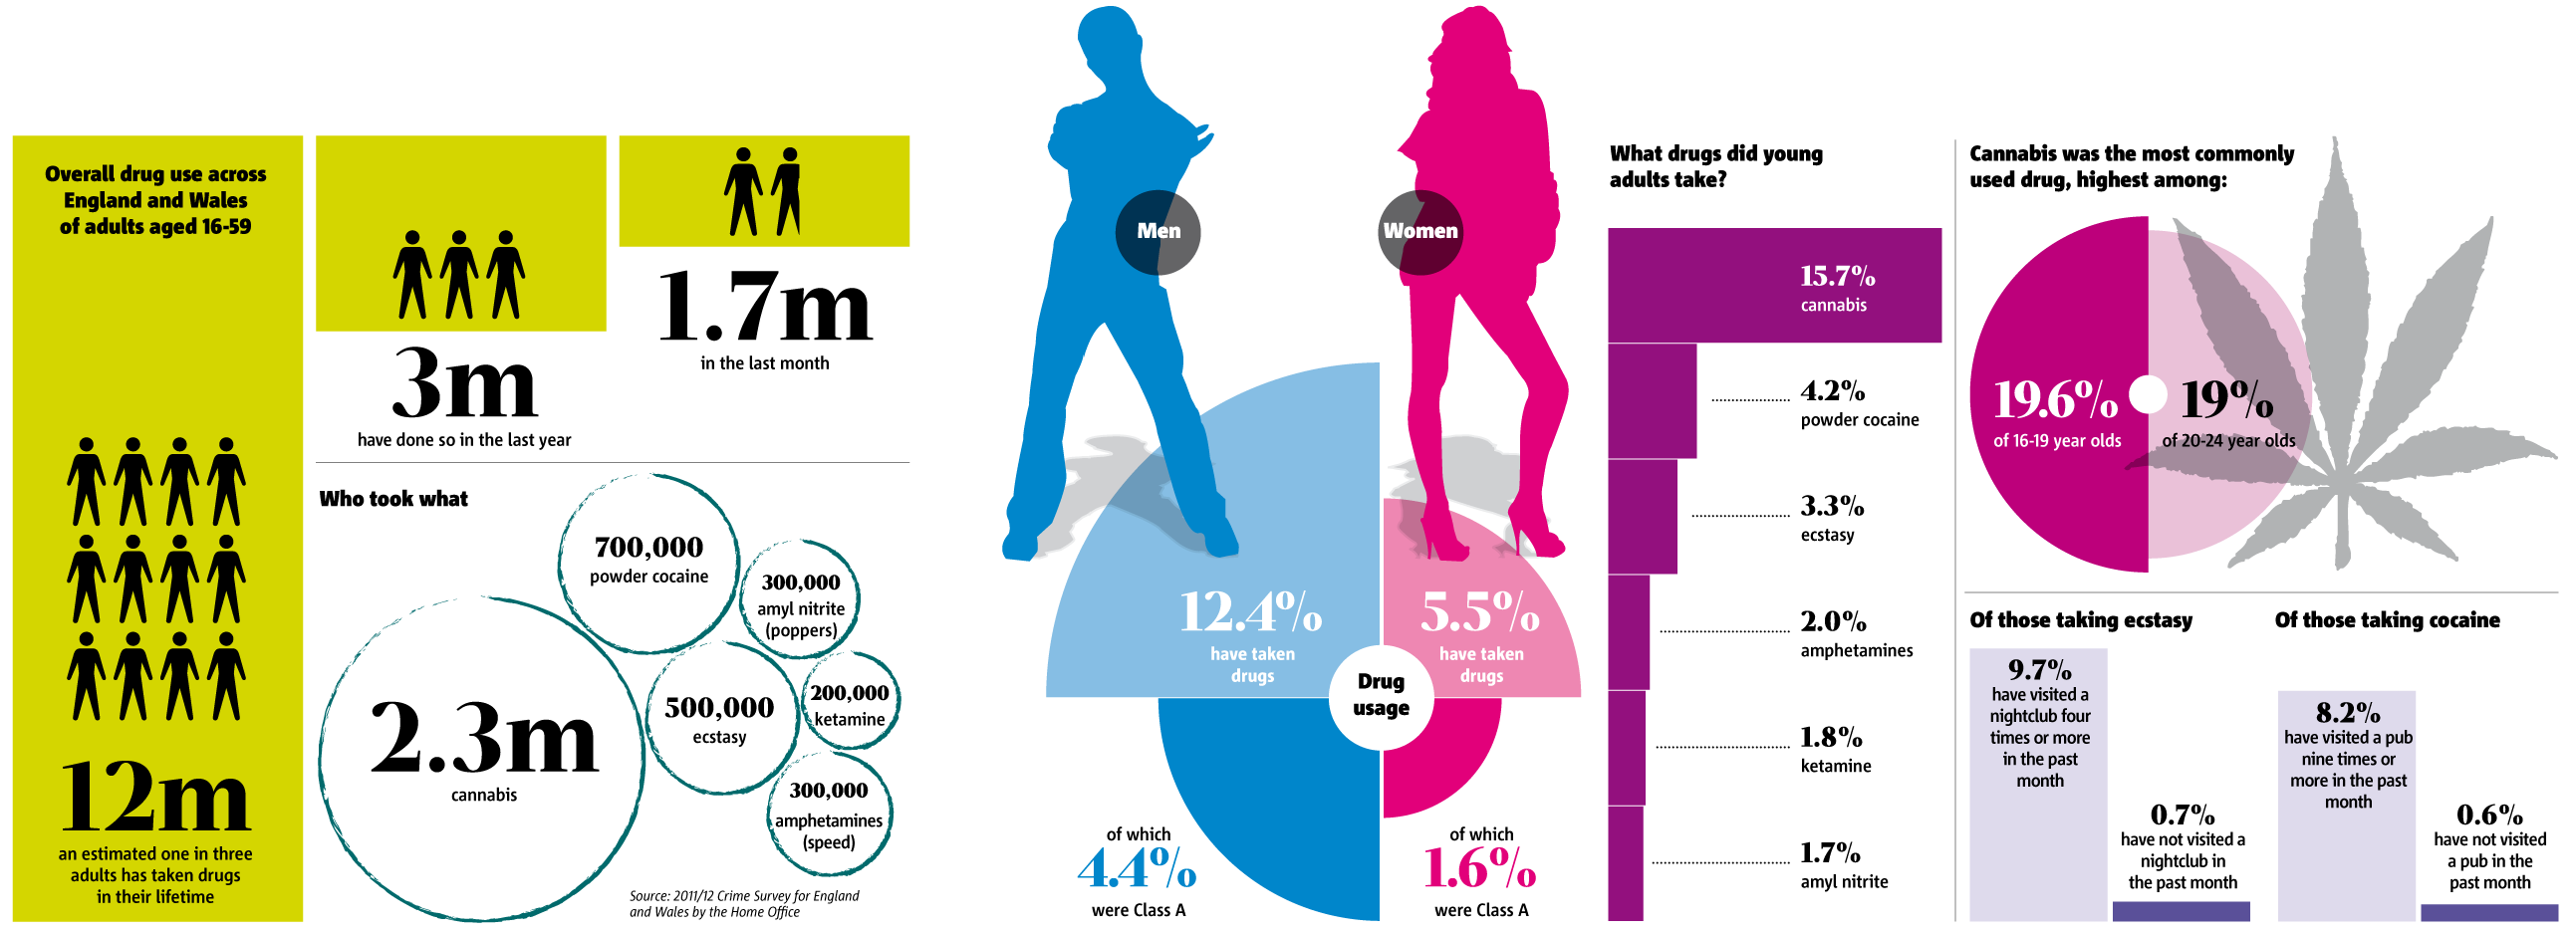 Overall drug use across
England and Wales
of adults aged 16-59
12m
an estimated one in three
adults has taken drugs
in their lifetime
3m
have done so in the last year
1.7m
in the last month
Who took what
700,000
powder cocaine
300,000
amyl nitrite
(poppers)
2.3m
cannabis
500,000
ecstasy
200,000
ketamine
300,000
amphetamines
(speed)
Source: 2011/12 Crime Survey for England
and Wales by the Home Office
Men
Women
12.4%
have taken
drugs
5.5%
have taken
drugs
Drug
usage
of which
4.4%
were Class A
of which
1.6%
were Class A
What drugs did young
adults take?
15.7%
cannabis
4.2%
powder cocaine
3.3%
ecstasy
2.0%
amphetamines
1.8%
ketamine
1.7%
amyl nitrite
Cannabis was the most commonly
used drug, highest among:
19.6%
of 16-19 year olds
19%
of 20-24 year olds
Of those taking ecstasy
9.7%
have visited a
nightclub four
times or more
in the past
month
0.7%
have not visited a
nightclub in
the past month
Of those taking cocaine
8.2%
have visited a pub
nine times or
more in the past
month
0.6%
have not visited
a pub in the
past month